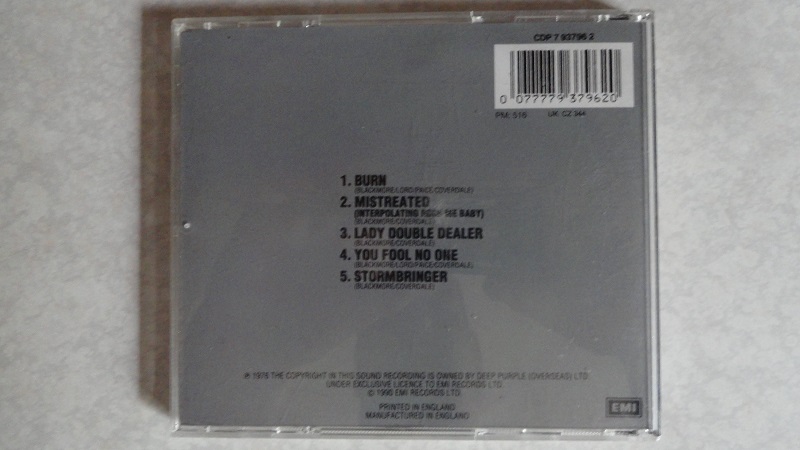 CDP 7 93796 2
0 077779 379620
PM: 516 UK: CZ 344
1. BURN
(BLACKMORE/LORD/PAICE/COVERDALE)
2. MISTREATED
(INTERPOLATING ROCK ME BABY)
(BLACKMORE/COVERDALE)
3. LADY DOUBLE DEALER
(BLACKMORE/COVERDALE)
4. YOU FOOL NO ONE
(BLACKMORE/LORD/PAICE/COVERDALE)
5. STORMBRINGER
(BLACKMORE/COVERDALE)
℗ 1976 THE COPYRIGHT IN THIS SOUND RECORDING IS OWNED BY DEEP PURPLE (OVERSEAS) LTD
UNDER EXCLUSIVE LICENCE TO EMI RECORDS LTD.
© 1990 EMI RECORDS LTD.
PRINTED IN ENGLAND
MANUFACTURED IN ENGLAND
EMI